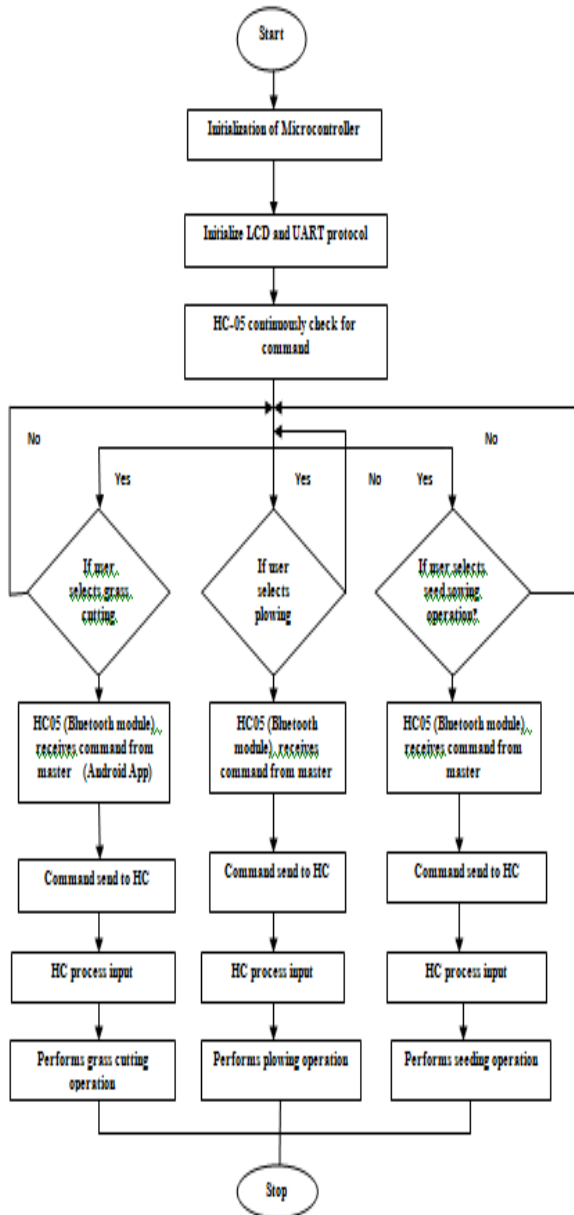 Start
Initialization of Microcontroller
Initialize LCD and UART protocol
HC-05 continuously check for
command
No
No
Yes
Yes
No
Yes
If user
selects grass
cutting
If user
selects
plowing
If user selects
seed sowing
operation?
HC05 (Bluetooth module),
receives command from
master (Android App)
HC05 (Bluetooth
module), receives
command from master
HC05 (Bluetooth module),
receives command from
master
Command send to HC
Command send to HC
Command send to HC
HC process input
HC process input
HC process input
Performs grass cutting
operation
Performs plowing operation
Performs seeding operation
Stop